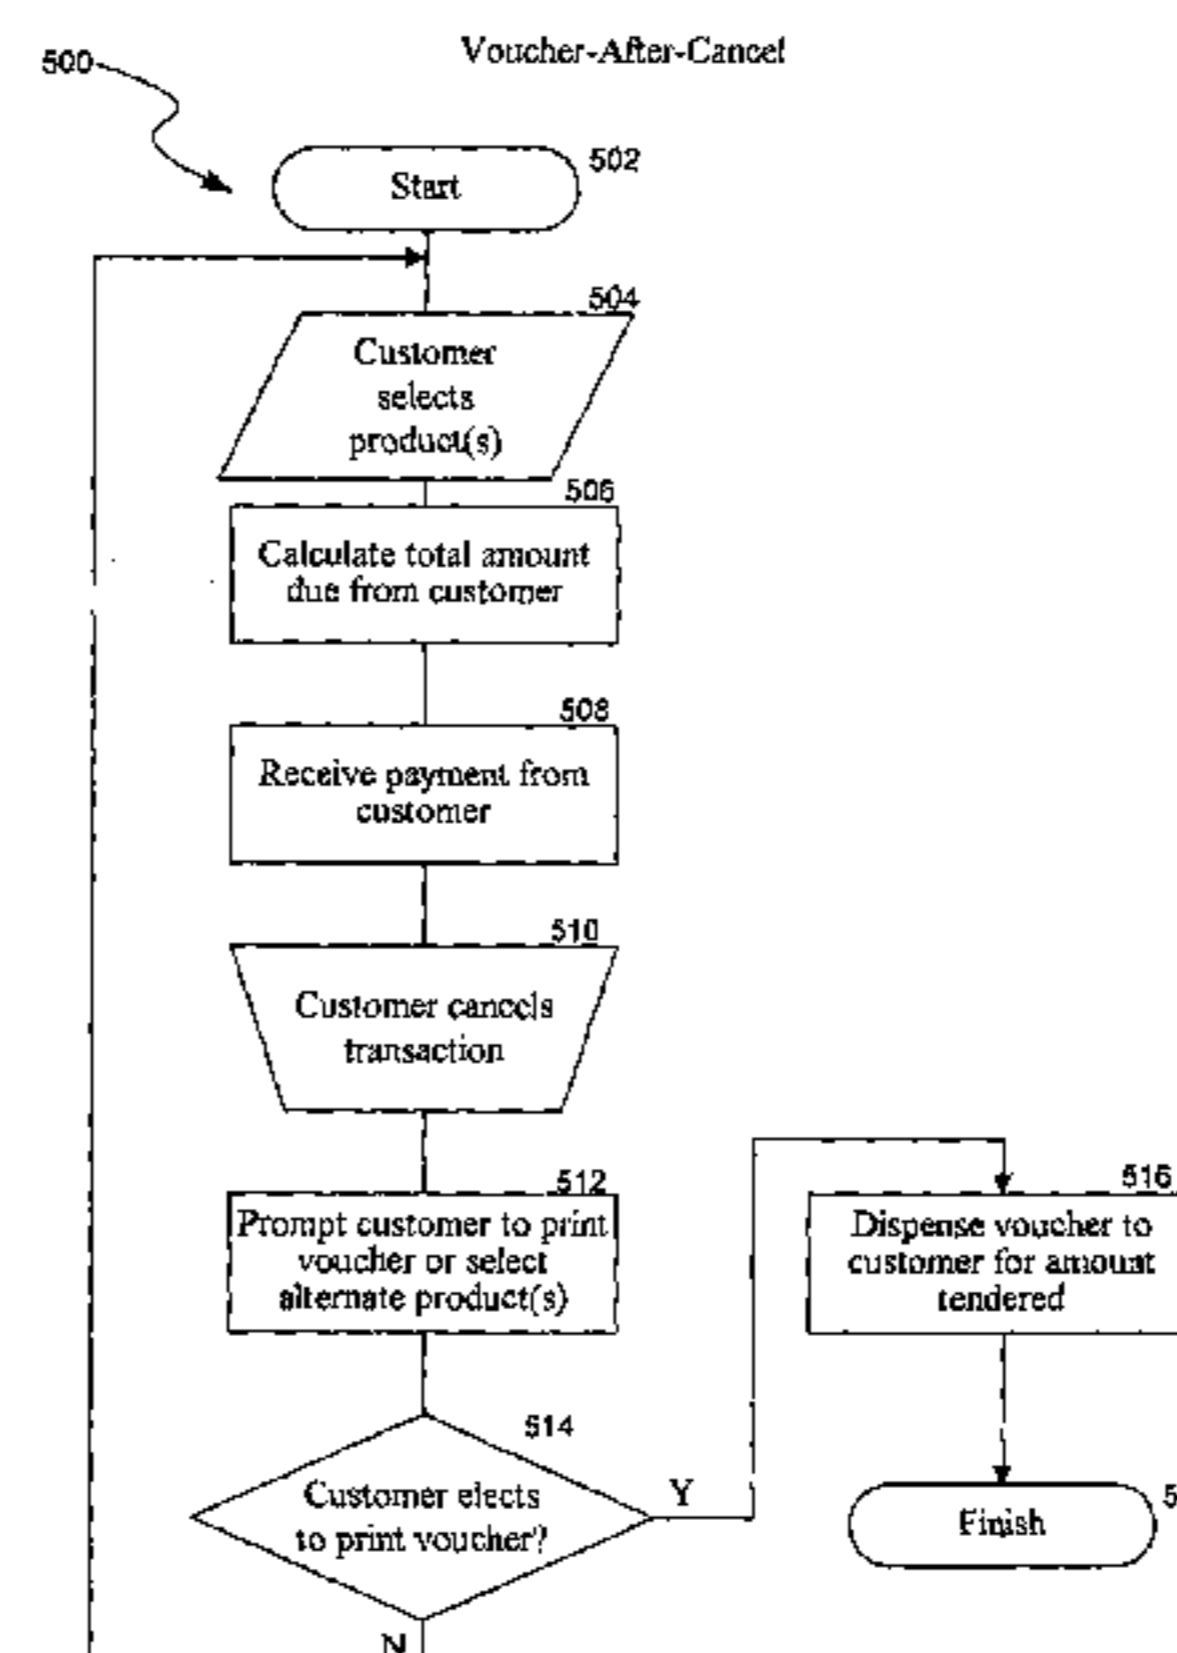 Voucher-After-Cancel
500
502
Start
504
Customer
selects
product(s)
506
Calculate total amount
due from customer
508
Receive payment from
customer
510
Customer cancels
transaction
512
Prompt customer to print
voucher or select
alternate product(s)
516
Dispense voucher to
customer for amount
tendered
514
Customer elects
to print voucher?
Y
5
Finish
N